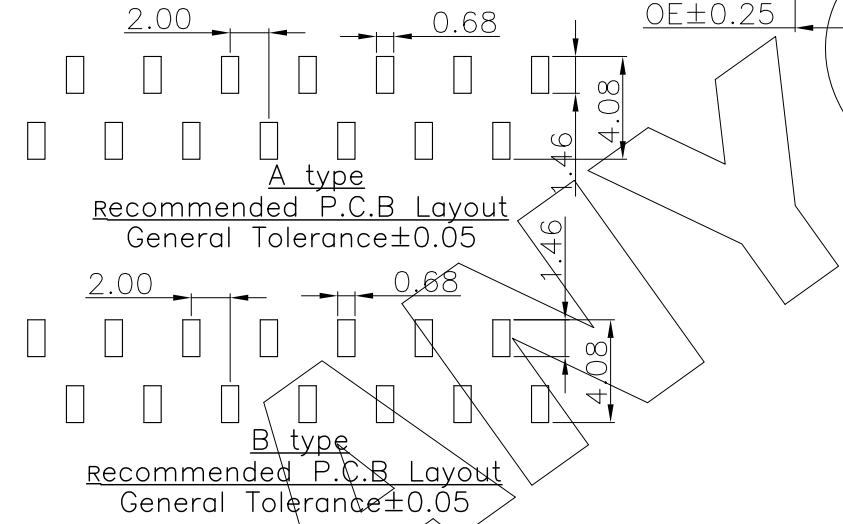 2.00
0.68
OE±0.25
4.08
1.46
A type
Recommended P.C.B Layout
General Tolerance±0.05
1.46
2.00
0.68
4.08
B type
Recommended P.C.B Layout
General Tolerance±0.05